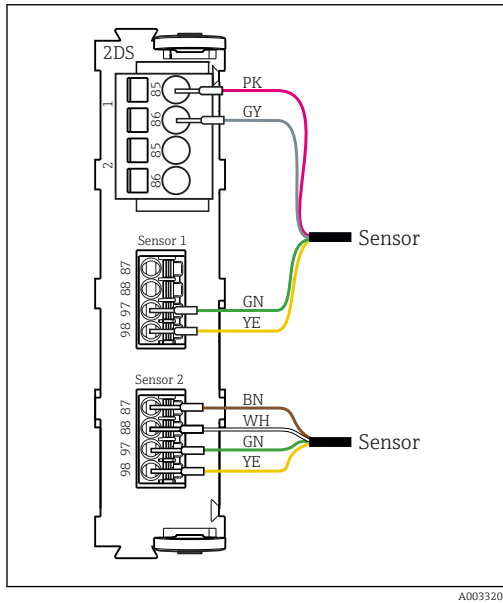 2DS
1
85
PK
86
GY
2
85
86
Sensor
Sensor 1
87
88
97
GN
98
YE
Sensor 2
87
BN
88
WH
97
GN
Sensor
98
YE
A003320